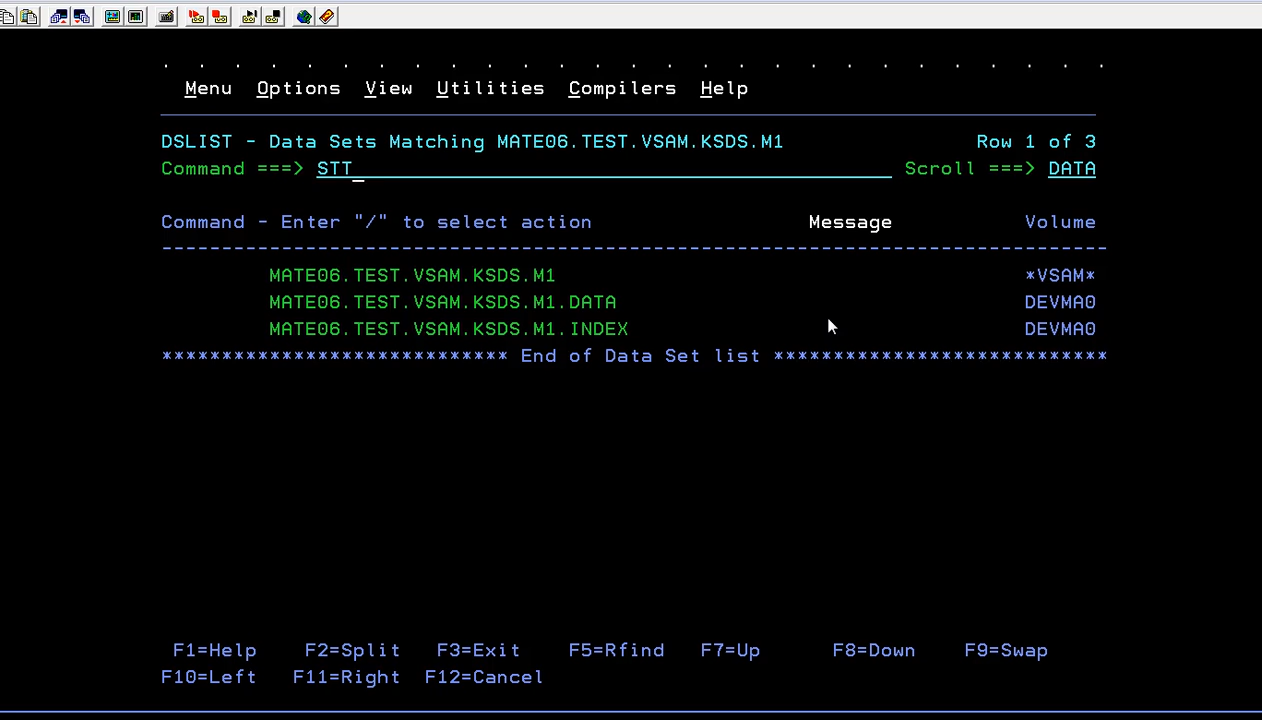 Menu Options View Utilities Compilers Help
DSLIST - Data Sets Matching MATE06.TEST.VSAM.KSDS.M1 Row 1 of 3
Command ===> STT_ Scroll ===> DATA
Command - Enter "/" to select action Message Volume
-------------------------------------------------------------------------------
MATE06.TEST.VSAM.KSDS.M1 *VSAM*
MATE06.TEST.VSAM.KSDS.M1.DATA DEVMA0
MATE06.TEST.VSAM.KSDS.M1.INDEX DEVMA0
***************************** End of Data Set list ****************************
F1=Help F2=Split F3=Exit F5=Rfind F7=Up F8=Down F9=Swap
F10=Left F11=Right F12=Cancel